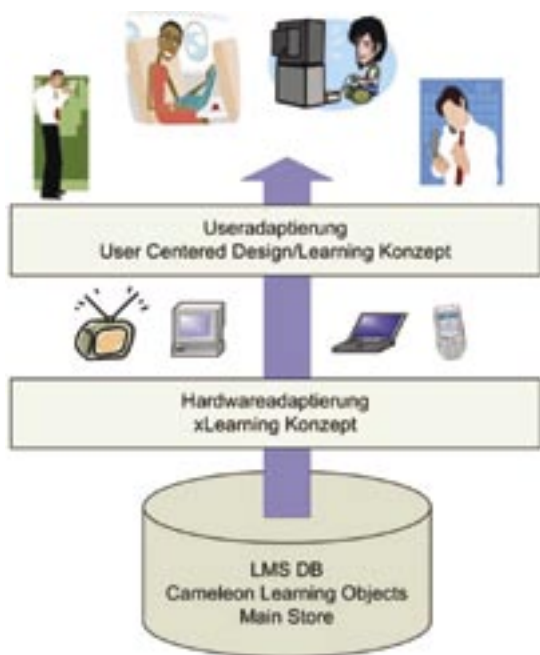 Useradaptierung
User Centered Design/Learning Konzept
Hardwareadaptierung
xLearning Konzept
LMS DB
Cameleon Learning Objects
Main Store